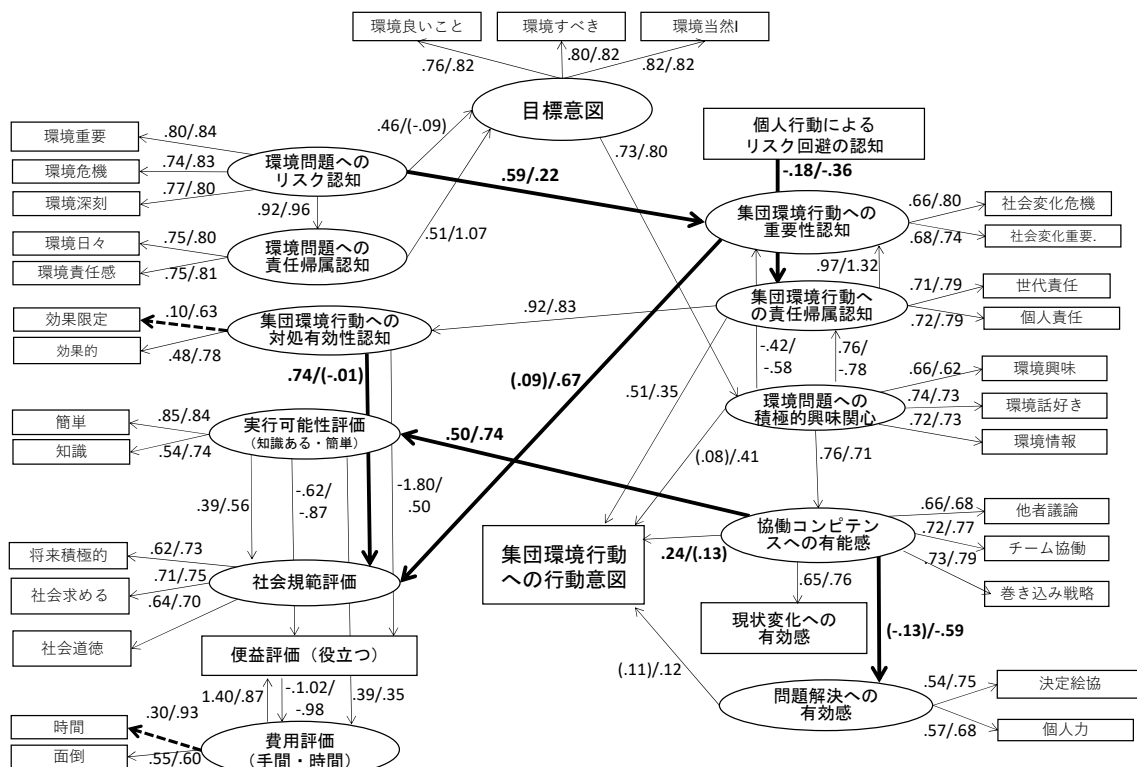 環境良いこと
環境すべき
環境当然I
.76/.82
.80/.82
.82/.82
目標意図
個人行動による
リスク回避の認知
環境重要
環境危機
環境深刻
.80/.84
.74/.83
.77/.80
環境問題への
リスク認知
.46/(-.09)
.73/.80
.59/.22
-.18/-.36
集団環境行動への
重要性認知
.66/.80
.68/.74
社会変化危機
社会変化重要.
.92/.96
環境日々
環境責任感
.75/.80
.75/.81
環境問題への
責任帰属認知
.51/1.07
.97/1.32
集団環境行動へ
の責任帰属認知
.71/.79
.72/.79
世代責任
個人責任
効果限定
効果的
.10/.63
.48/.78
集団環境行動への
対処有効性認知
.92/.83
-.42/
-.58
.76/
-.78
.74/(-.01)
(.09)/.67
.51/.35
環境問題への
積極的興味関心
.66/.62
.74/.73
.72/.73
環境興味
環境話好き
環境情報
簡単
知識
.85/.84
.54/.74
実行可能性評価
(知識ある・簡単)
.50/.74
(.08)/.41
.76/.71
.39/.56
-.62/
-.87
-1.80/
.50
協働コンピテン
スへの有能感
.66/.68
.72/.77
.73/.79
他者議論
チーム協働
巻き込み戦略
将来積極的
社会求める
社会道徳
.62/.73
.71/.75
.64/.70
社会規範評価
集団環境行動
への行動意図
.24/(.13)
.65/.76
現状変化への
有効感
(-.13)/-.59
便益評価（役立つ）
1.40/.87
-.1.02/
-.98
.39/.35
(.11)/.12
問題解決への
有効感
.54/.75
.57/.68
決定絵協
個人力
時間
面倒
.30/.93
.55/.60
費用評価
(手間・時間)